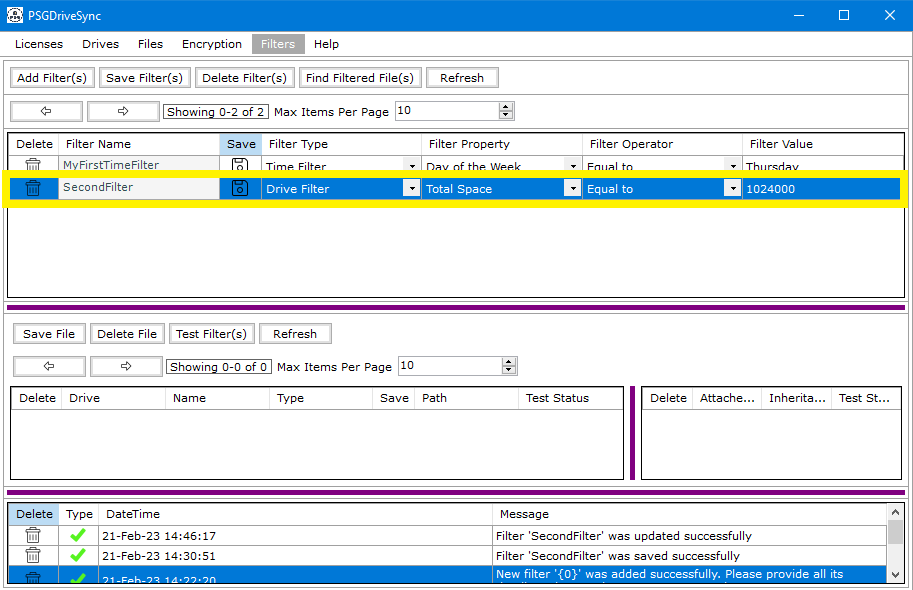 PSGDriveSync
Licenses Drives Files Encryption Filters Help
Add Filter(s) Save Filter(s) Delete Filter(s) Find Filtered File(s) Refresh
Showing 0-2 of 2 Max Items Per Page 10
Delete Filter Name Save Filter Type Filter Property Filter Operator Filter Value
MyFirstTimeFilter Time Filter Day of the Week Equal to Thursday
SecondFilter Drive Filter Total Space Equal to 1024000
Save File Delete File Test Filter(s) Refresh
Showing 0-0 of 0 Max Items Per Page 10
Delete Drive Name Type Save Path Test Status Delete Attache... Inherita... Test St...
Delete Type DateTime Message
21-Feb-23 14:46:17 Filter 'SecondFilter' was updated successfully
21-Feb-23 14:30:51 Filter 'SecondFilter' was saved successfully
21-Feb-23 14:22:20 New filter '{0}' was added successfully. Please provide all its